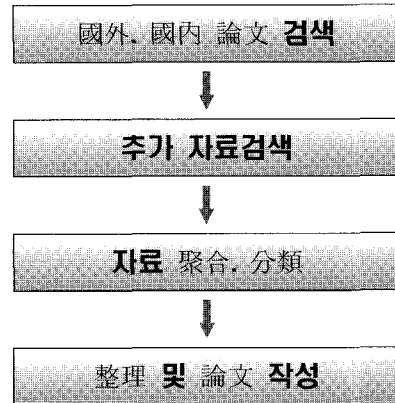 國外. 國內 論文 검색
추가 자료검색
자료 聚合. 分類
整理 및 論文 작성